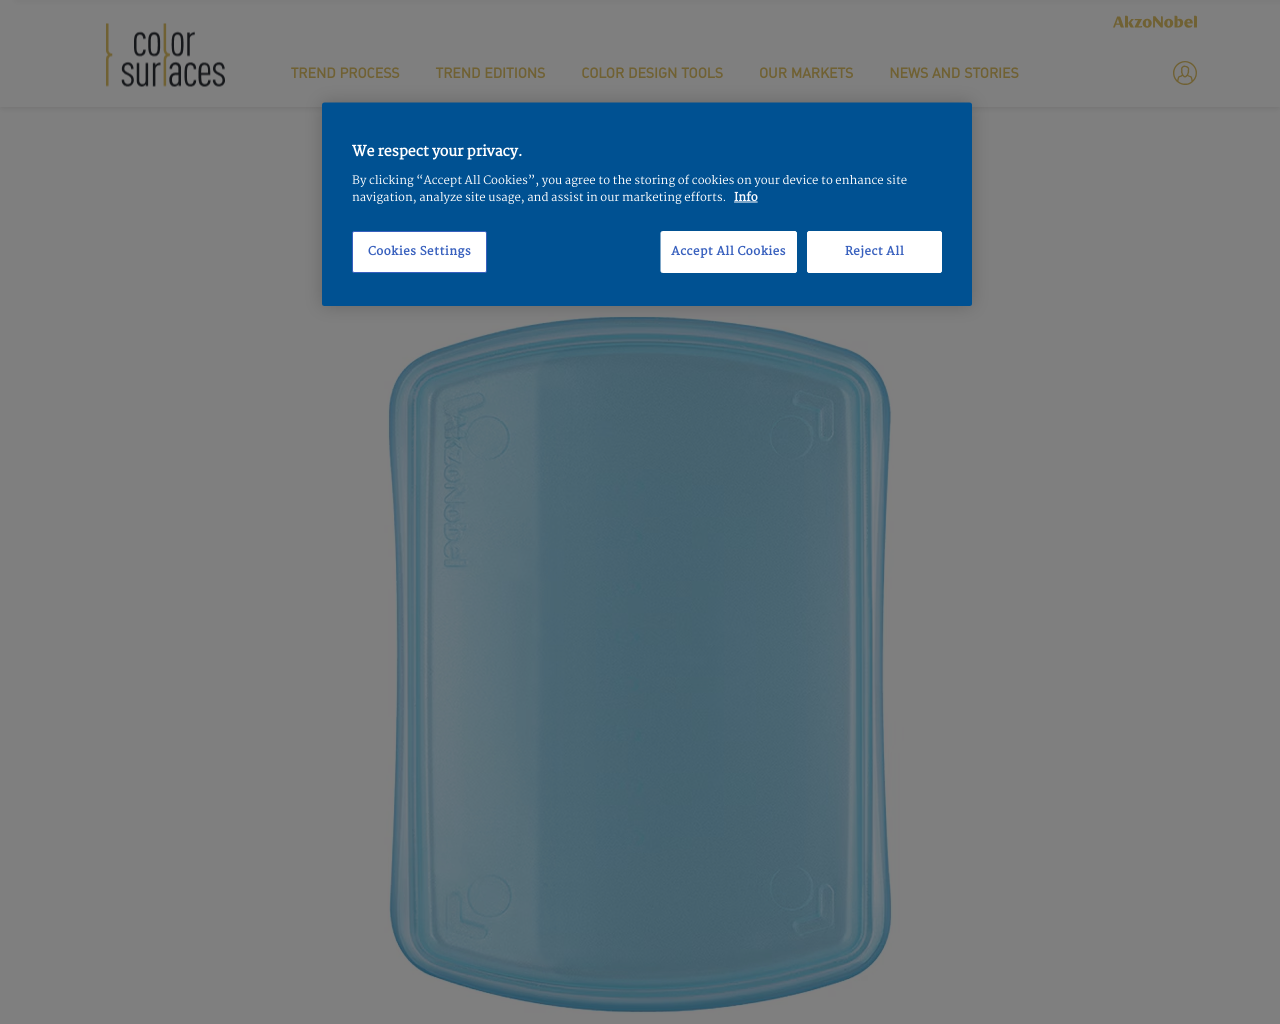 AkzoNobel
color
surfaces
TREND PROCESS TREND EDITIONS COLOR DESIGN TOOLS OUR MARKETS NEWS AND STORIES
We respect your privacy.
By clicking “Accept All Cookies”, you agree to the storing of cookies on your device to enhance site
navigation, analyze site usage, and assist in our marketing efforts. Info
Cookies Settings Accept All Cookies Reject All
AkzoNobel